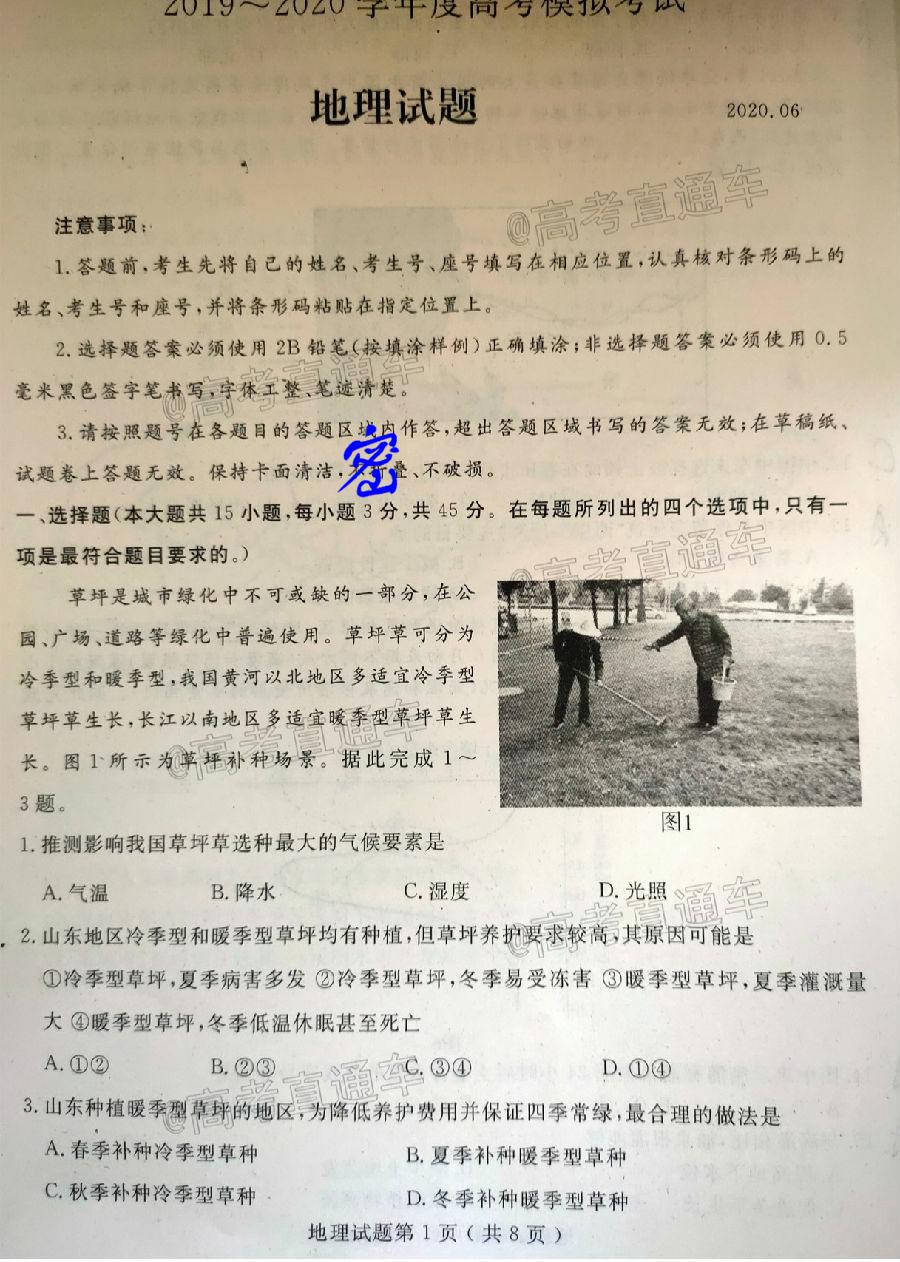 2019～2020学年度高考模拟考试
地理试题
2020.06
@高考直通车
注意事项：
1.答题前，考生先将自己的姓名、考生号、座号填写在相应位置，认真核对条形码上的
姓名、考生号和座号，并将条形码粘贴在指定位置上。
2.选择题答案必须使用2B铅笔（按填涂样例）正确填涂；非选择题答案必须使用0.5
毫米黑色签字笔书写，字体工整、笔迹清楚。
@高考直通车
3.请按照题号在各题目的答题区域内作答，超出答题区域书写的答案无效；在草稿纸、
试题卷上答题无效。保持卡面清洁，不折叠、不破损。
密
一、选择题（本大题共15小题，每小题3分，共45分。在每题所列出的四个选项中，只有一
项是最符合题目要求的。）
@高考直通车
草坪是城市绿化中不可或缺的一部分，在公
园、广场、道路等绿化中普遍使用。草坪草可分为
冷季型和暖季型，我国黄河以北地区多适宜冷季型
草坪草生长，长江以南地区多适宜暖季型草坪草生
长。图1所示为草坪补种场景。据此完成1～
3题。
@高考直通车
图1
1.推测影响我国草坪草选种最大的气候要素是
A.气温 B.降水 C.湿度 D.光照
@高考直通车
2.山东地区冷季型和暖季型草坪均有种植，但草坪养护要求较高，其原因可能是
①冷季型草坪，夏季病害多发 ②冷季型草坪，冬季易受冻害 ③暖季型草坪，夏季灌溉量
大 ④暖季型草坪，冬季低温休眠甚至死亡
A.①② B.②③ C.③④ D.①④
@高考直通车
3.山东种植暖季型草坪的地区，为降低养护费用并保证四季常绿，最合理的做法是
A.春季补种冷季型草种 B.夏季补种暖季型草种
C.秋季补种冷季型草种 D.冬季补种暖季型草种
地理试题第1页（共8页）